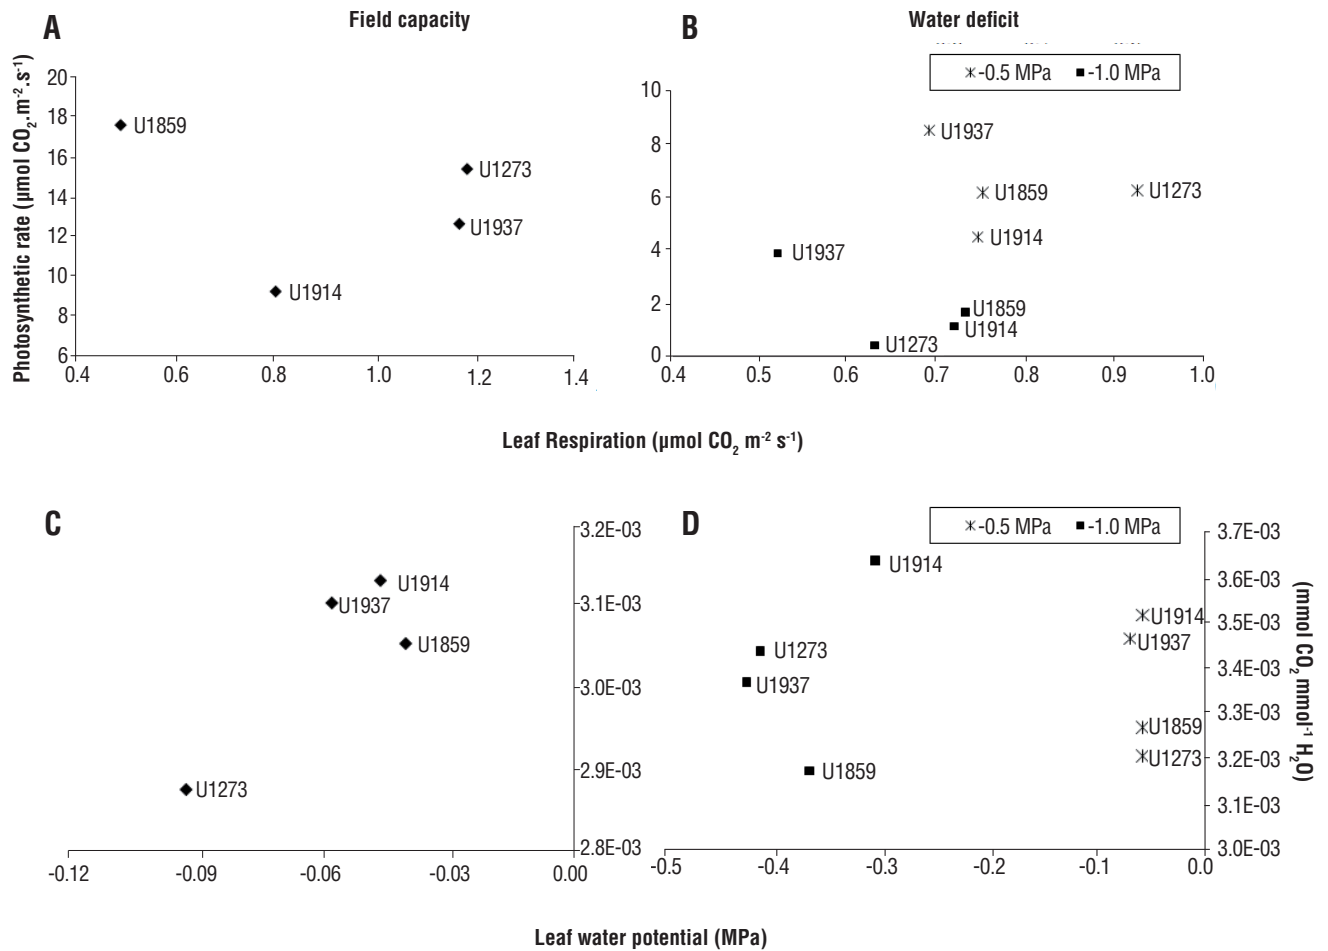 A
Field capacity
Photosynthetic rate (µmol CO2.m-2.s-1)
20
18
16
14
12
10
8
6
0.4
0.6
0.8
1.0
1.2
1.4
U1859
U1273
U1937
U1914
B
Water deficit
-0.5 MPa
-1.0 MPa
10
8
6
4
2
0
0.4
0.5
0.6
0.7
0.8
0.9
1.0
U1937
U1859
U1273
U1914
U1937
U1859
U1914
U1273
Leaf Respiration (µmol CO2 m-2 s-1)
C
3.2E-03
3.1E-03
3.0E-03
2.9E-03
2.8E-03
U1914
U1937
U1859
U1273
-0.12
-0.09
-0.06
-0.03
0.00
D
-0.5 MPa
-1.0 MPa
3.7E-03
3.6E-03
3.5E-03
3.4E-03
3.3E-03
3.2E-03
3.1E-03
3.0E-03
U1914
U1914
U1937
U1273
U1937
U1859
U1273
U1859
-0.5
-0.4
-0.3
-0.2
-0.1
0.0
(mmol CO2 mmol-1 H2O)
Leaf water potential (MPa)